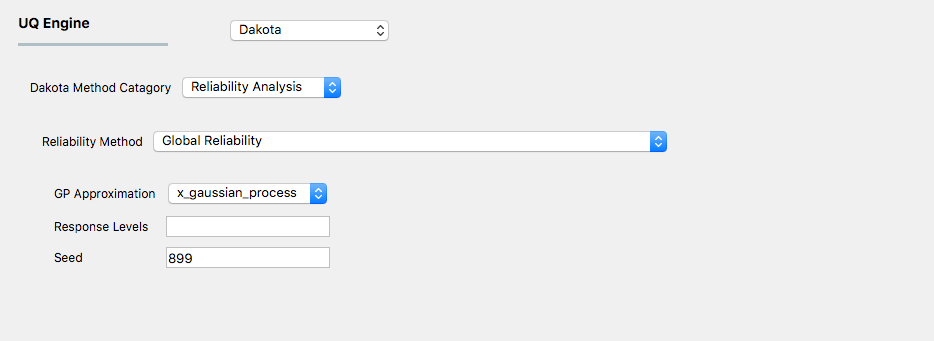 UQ Engine
Dakota
Dakota Method Catagory
Reliability Analysis
Reliability Method
Global Reliability
GP Approximation
x_gaussian_process
Response Levels
Seed
899